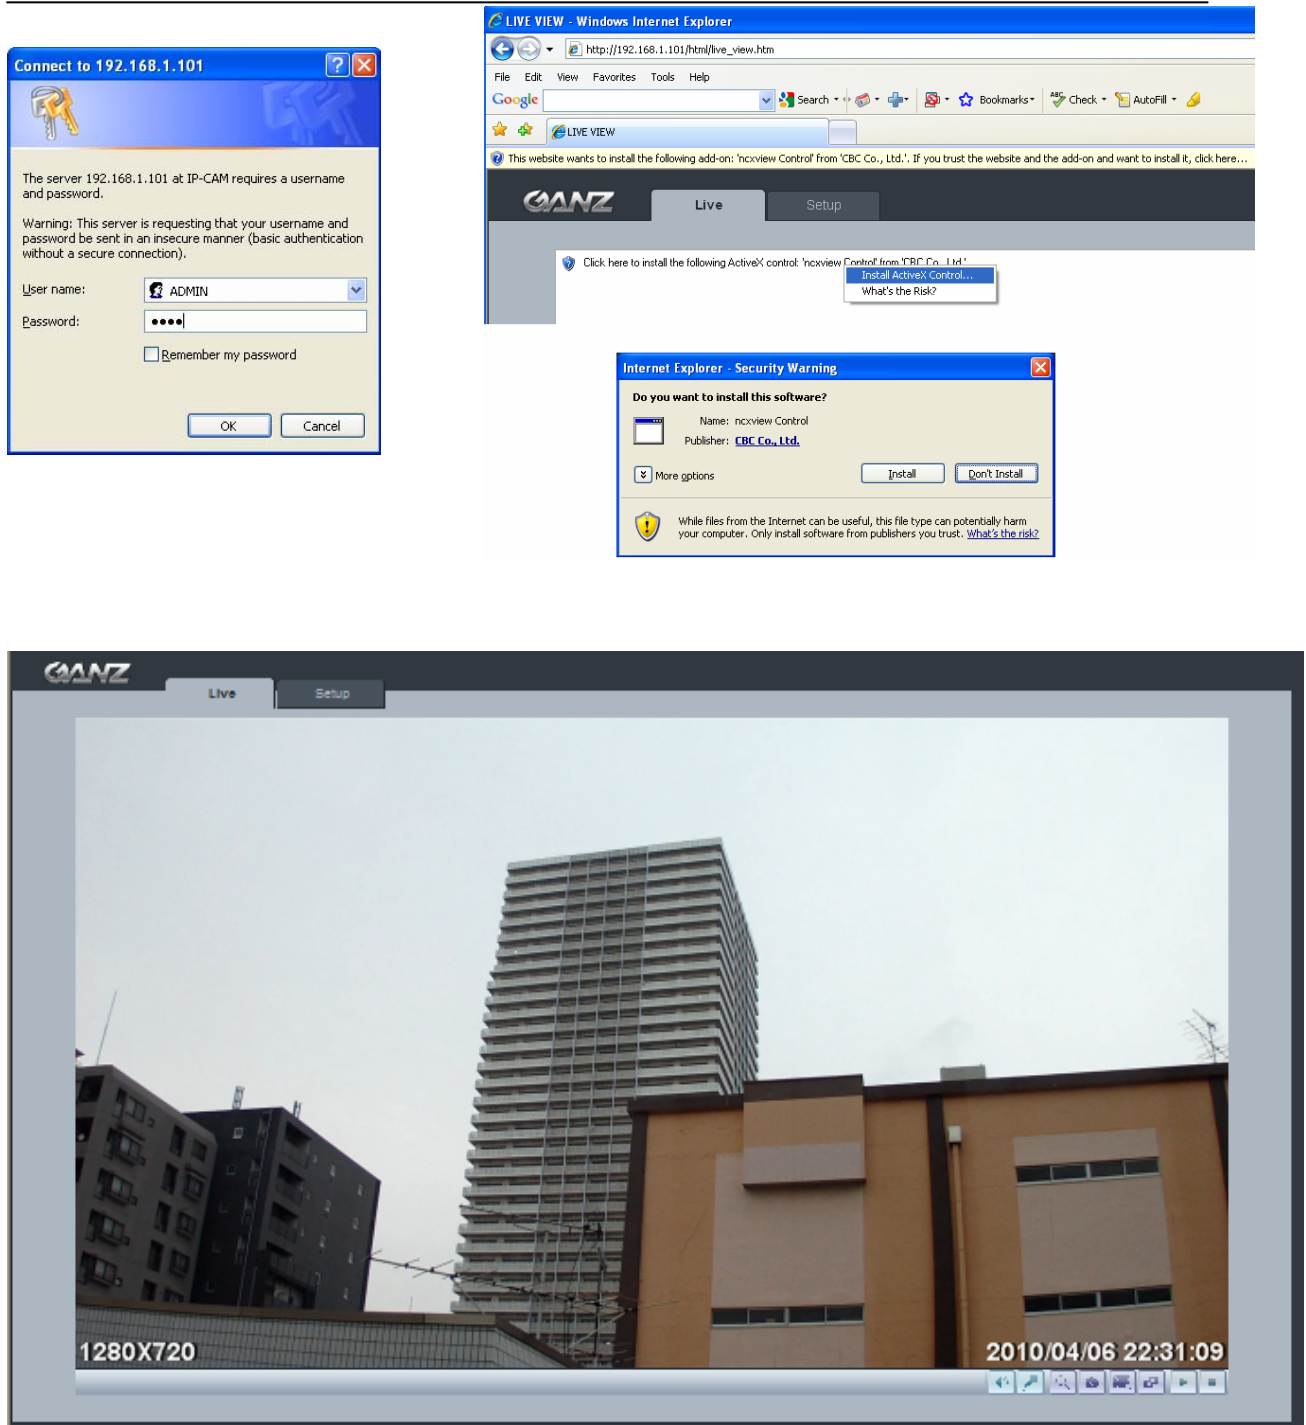 Connect to 192.168.1.101
The server 192.168.1.101 at IP-CAM requires a username
and password.
Warning: This server is requesting that your username and
password be sent in an insecure manner (basic authentication
without a secure connection).
User name:
ADMIN
Password:
Remember my password
OK
Cancel
LIVE VIEW - Windows Internet Explorer
http://192.168.1.101/html/live_view.htm
File Edit View Favorites Tools Help
Google
Search
Bookmarks
ABC Check
AutoFill
LIVE VIEW
This website wants to install the following add-on: 'ncxview Control' from 'CBC Co., Ltd.'. If you trust the website and the add-on and want to install it, click here...
GANZ
Live
Setup
Click here to install the following ActiveX control: 'ncxview Control' from 'CBC Co., Ltd.'
Install ActiveX Control...
What's the Risk?
Internet Explorer - Security Warning
Do you want to install this software?
Name: ncxview Control
Publisher: CBC Co., Ltd.
More options
Install
Don't Install
While files from the Internet can be useful, this file type can potentially harm
your computer. Only install software from publishers you trust. What's the risk?
GANZ
Live
Setup
1280X720
2010/04/06 22:31:09